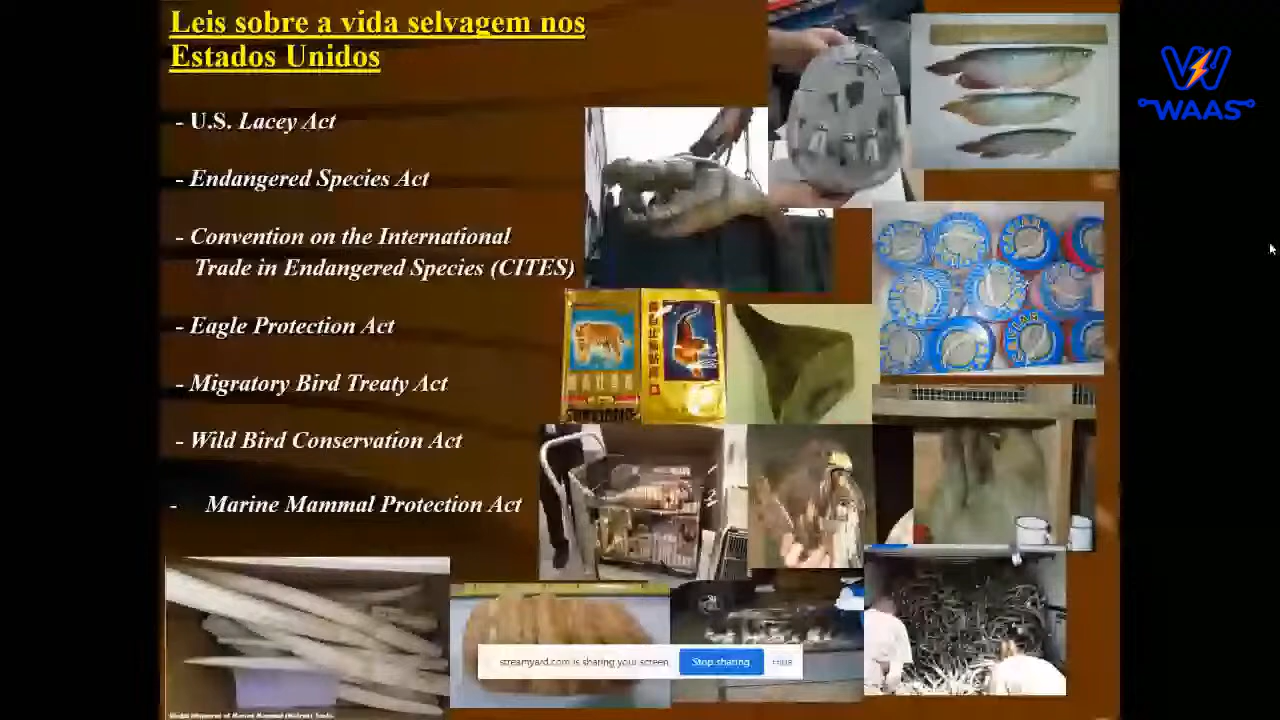 Leis sobre a vida selvagem nos
Estados Unidos
- U.S. Lacey Act
- Endangered Species Act
- Convention on the International
Trade in Endangered Species (CITES)
- Eagle Protection Act
- Migratory Bird Treaty Act
- Wild Bird Conservation Act
- Marine Mammal Protection Act
WAAS
CAVIAR
streamyard.com is sharing your screen.
Stop sharing
Hide